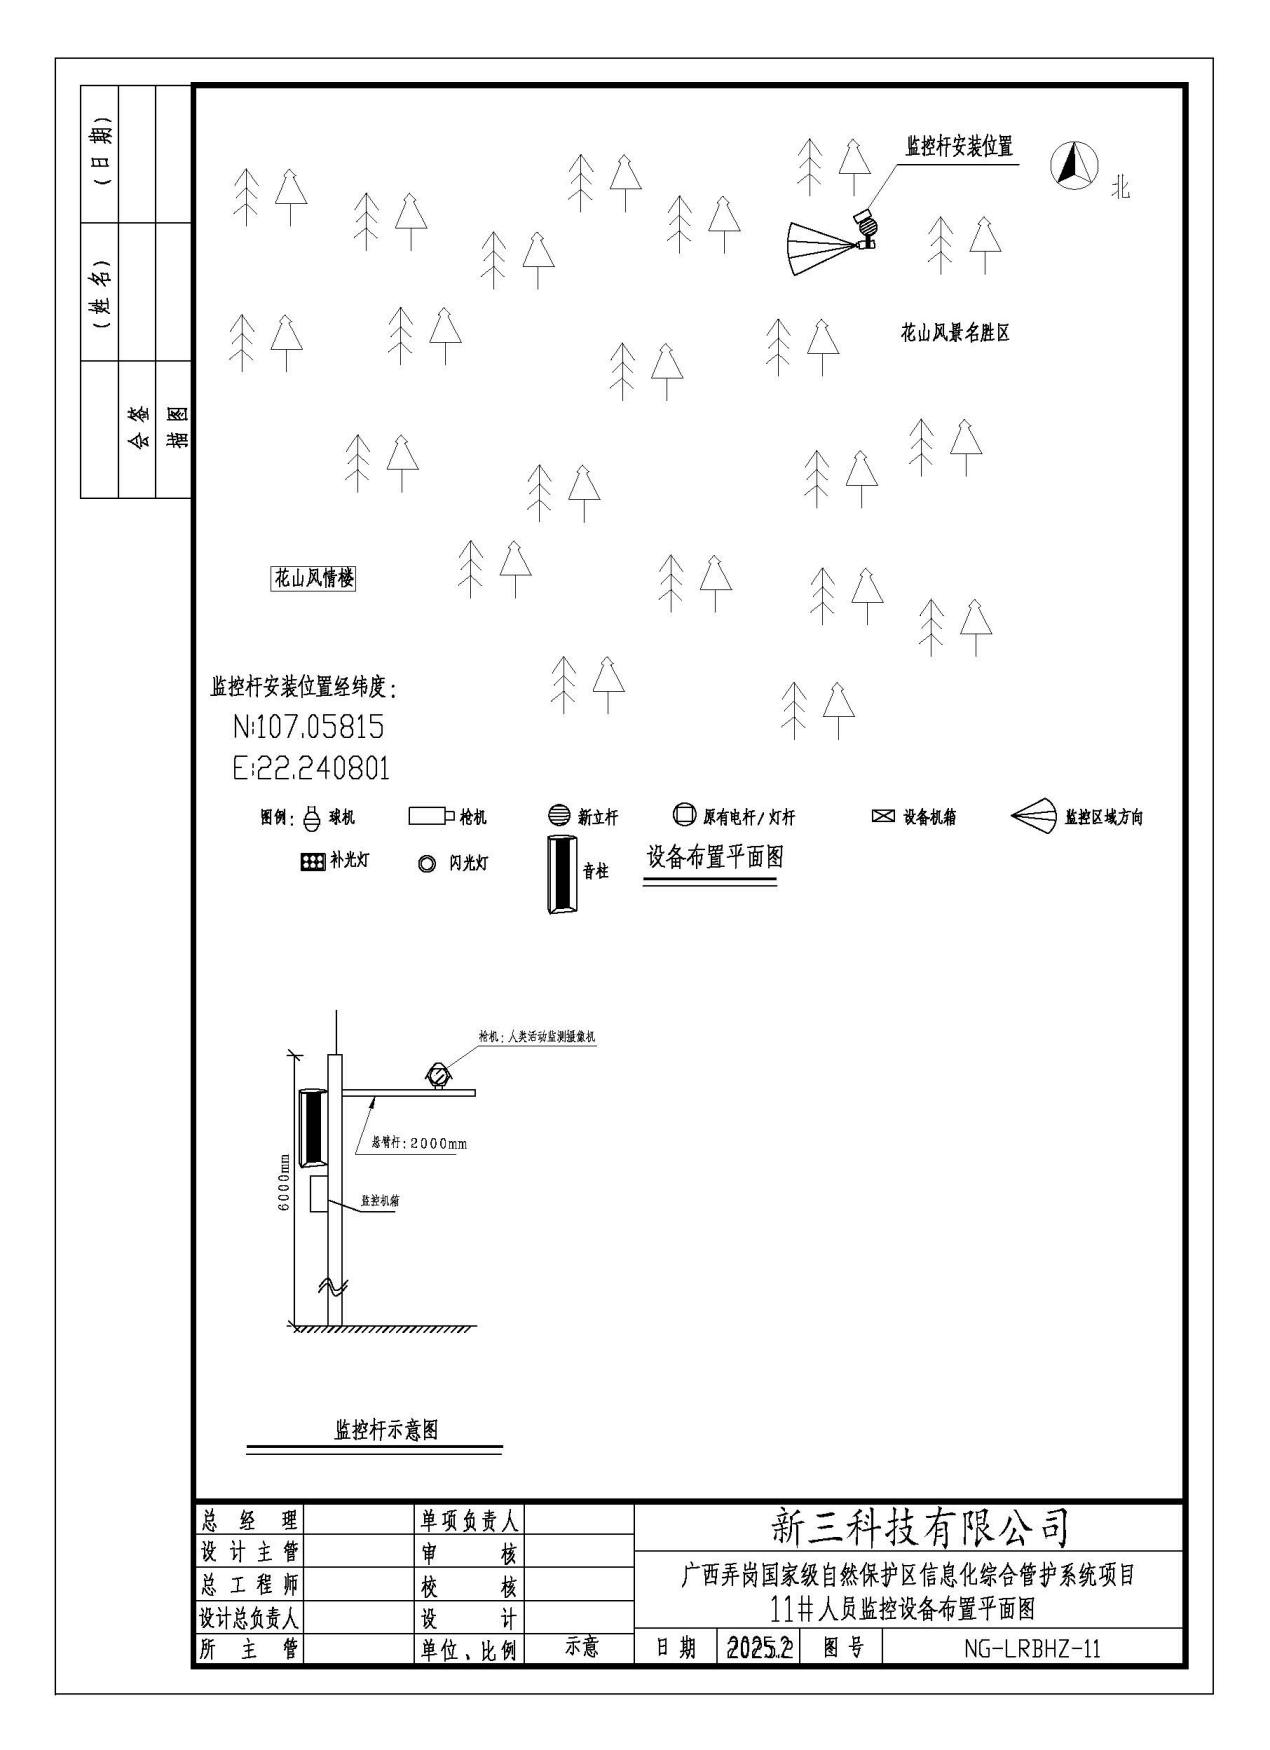 (日期)
(姓名)
会签
描图
监控杆安装位置
北
花山风景名胜区
花山风情楼
监控杆安装位置经纬度：
N:107.05815
E:22.240801
图例： 球机 枪机 新立杆 原有电杆/灯杆 设备机箱 监控区域方向
补光灯 闪光灯 音柱 设备布置平面图
枪机：人类活动监测摄像机
悬臂杆：2000mm
6000mm
监控机箱
监控杆示意图
总经理 单项负责人 新三科技有限公司
设计主管 审核
总工程师 校核 广西弄岗国家级自然保护区信息化综合管护系统项目
设计总负责人 设计 11#人员监控设备布置平面图
所主管 单位、比例 示意 日期 2025.2 图号 NG-LRBHZ-11